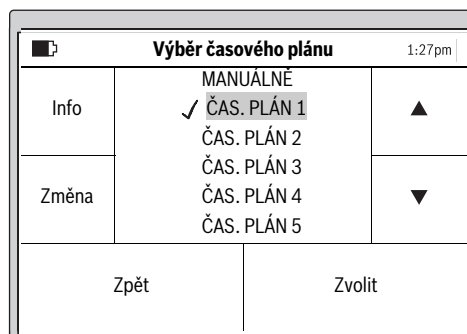 Výběr časového plánu 1:27pm
MANUÁLNĚ
Info
ČAS. PLÁN 1
ČAS. PLÁN 2
ČAS. PLÁN 3
Změna
ČAS. PLÁN 4
ČAS. PLÁN 5
Zpět
Zvolit